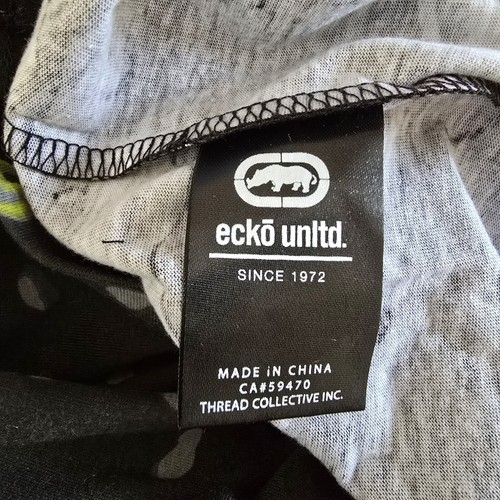 eckō unltd.
SINCE 1972
MADE iN CHINA
CA#59470
THREAD COLLECTIVE INC.